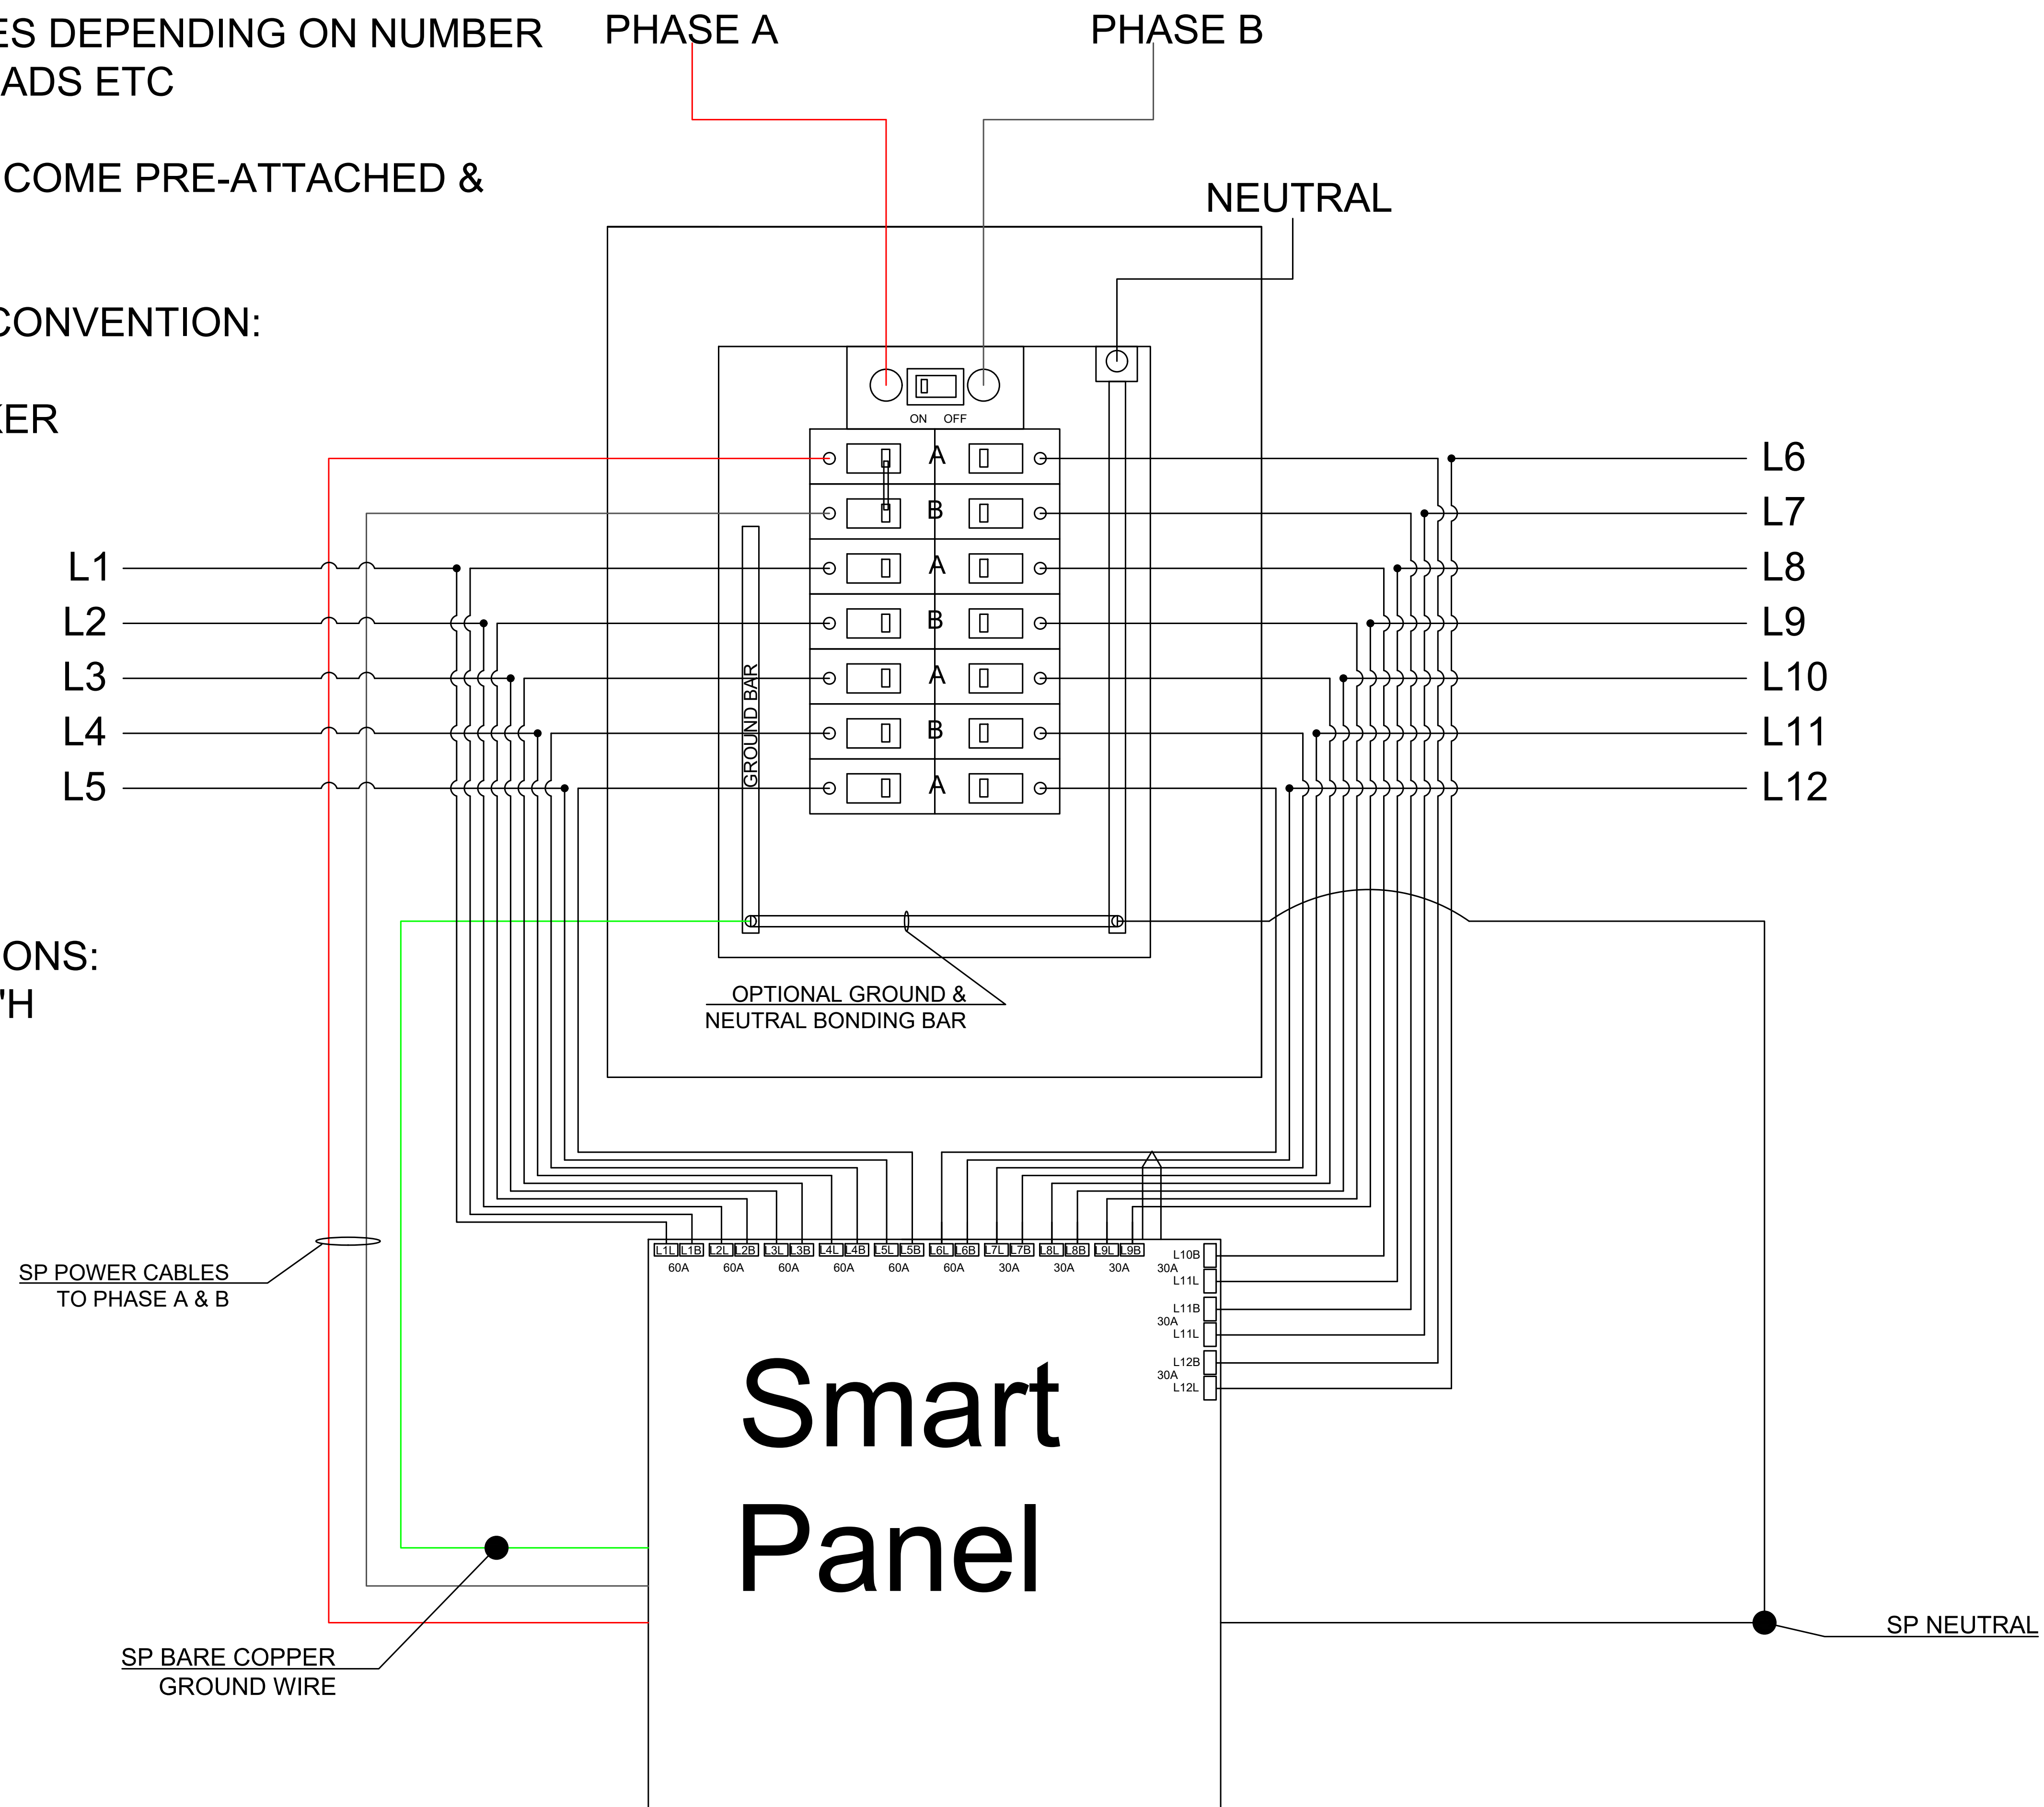 ES DEPENDING ON NUMBER
ADS ETC
COME PRE-ATTACHED &
CONVENTION:
KER
ONS:
"H
PHASE A
PHASE B
NEUTRAL
ON OFF
A
B
A
B
A
B
A
GROUND BAR
L1
L2
L3
L4
L5
L6
L7
L8
L9
L10
L11
L12
OPTIONAL GROUND &
NEUTRAL BONDING BAR
SP POWER CABLES
TO PHASE A & B
L1L L1B L2L L2B L3L L3B L4L L4B L5L L5B L6L L6B L7L L7B L8L L8B L9L L9B
60A 60A 60A 60A 60A 60A 30A 30A 30A
L10B
30A
L11L
L11B
30A
L11L
L12B
30A
L12L
Smart
Panel
SP BARE COPPER
GROUND WIRE
SP NEUTRAL